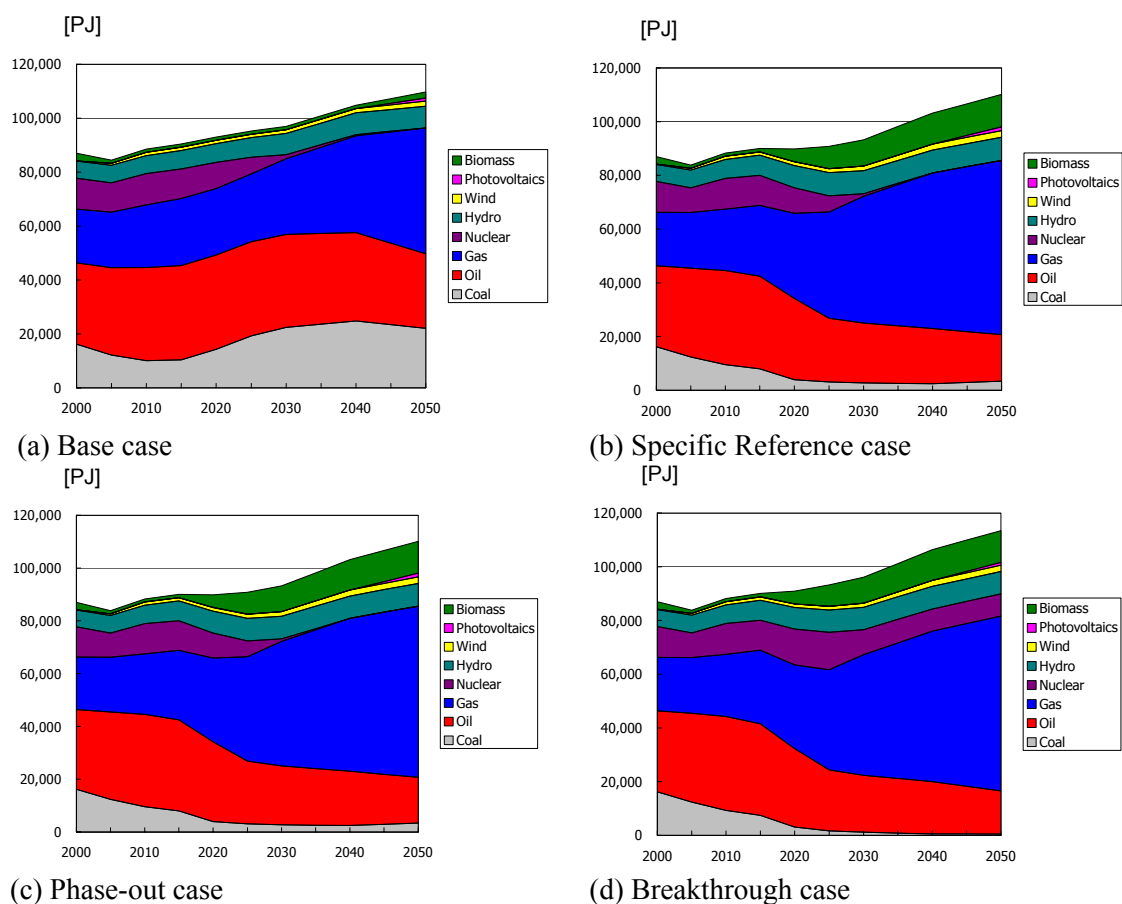 [PJ]
120,000
100,000
80,000
60,000
40,000
20,000
0
2000 2010 2020 2030 2040 2050
Biomass
Photovoltaics
Wind
Hydro
Nuclear
Gas
Oil
Coal
(a) Base case
[PJ]
120,000
100,000
80,000
60,000
40,000
20,000
0
2000 2010 2020 2030 2040 2050
Biomass
Photovoltaics
Wind
Hydro
Nuclear
Gas
Oil
Coal
(b) Specific Reference case
[PJ]
120,000
100,000
80,000
60,000
40,000
20,000
0
2000 2010 2020 2030 2040 2050
Biomass
Photovoltaics
Wind
Hydro
Nuclear
Gas
Oil
Coal
(c) Phase-out case
[PJ]
120,000
100,000
80,000
60,000
40,000
20,000
0
2000 2010 2020 2030 2040 2050
Biomass
Photovoltaics
Wind
Hydro
Nuclear
Gas
Oil
Coal
(d) Breakthrough case